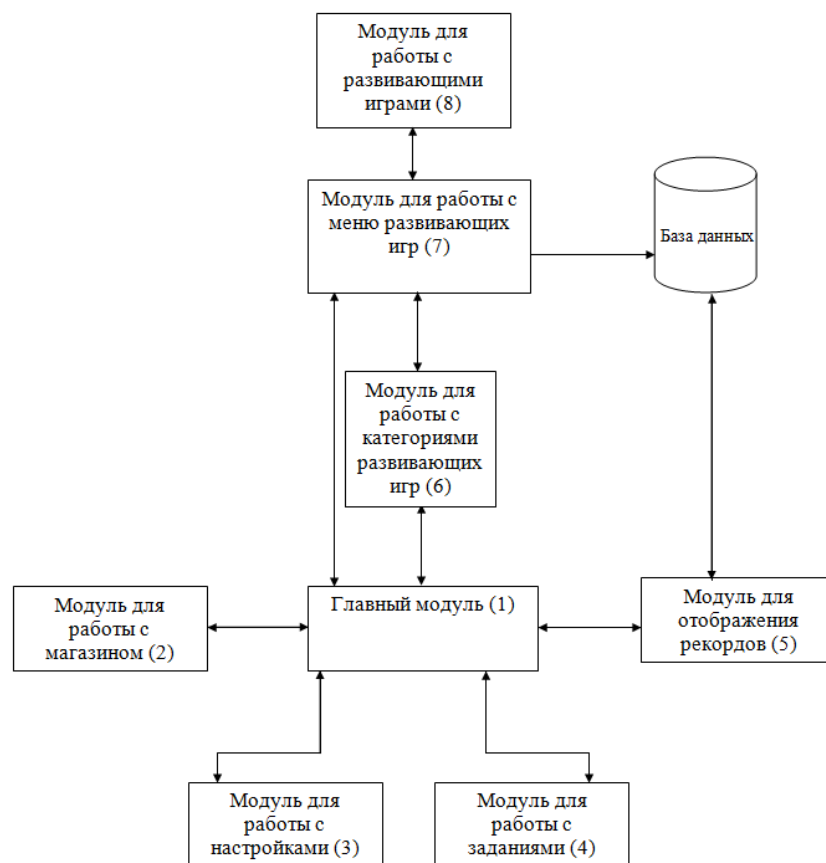 Модуль для
работы с
развивающими
играми (8)
Модуль для работы с
меню развивающих
игр (7)
База данных
Модуль для
работы с
категориями
развивающих
игр (6)
Модуль для
работы с
магазином (2)
Главный модуль (1)
Модуль для
отображения
рекордов (5)
Модуль для
работы с
настройками (3)
Модуль для
работы с
заданиями (4)